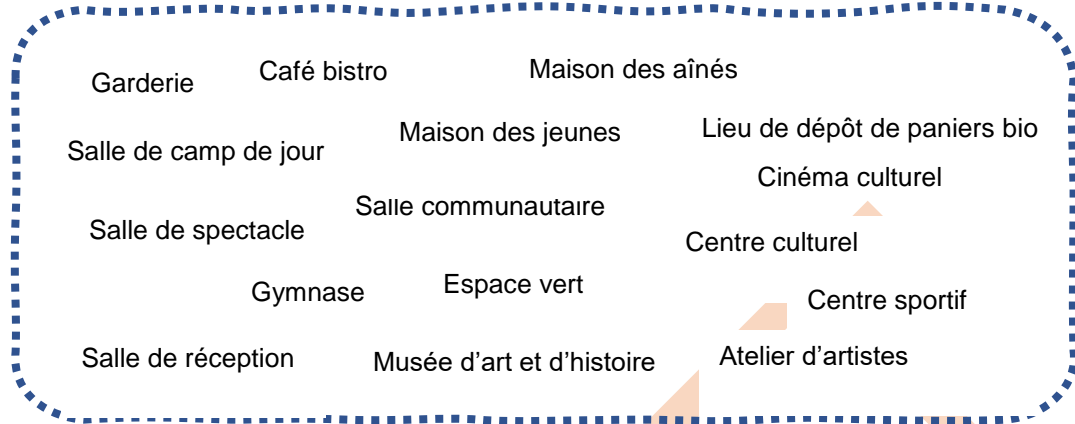 Garderie
Café bistro
Maison des aînés
Salle de camp de jour
Maison des jeunes
Lieu de dépôt de paniers bio
Cinéma culturel
Salle communautaire
Salle de spectacle
Centre culturel
Gymnase
Espace vert
Centre sportif
Salle de réception
Musée d'art et d'histoire
Atelier d'artistes